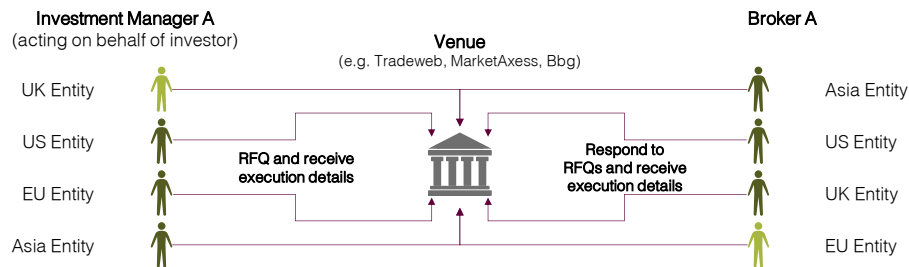 Investment Manager A
(acting on behalf of investor)
Venue
(e.g. Tradeweb, MarketAxess, Bbg)
Broker A
UK Entity
US Entity
EU Entity
Asia Entity
RFQ and receive
execution details
Respond to
RFQs and receive
execution details
Asia Entity
US Entity
UK Entity
EU Entity